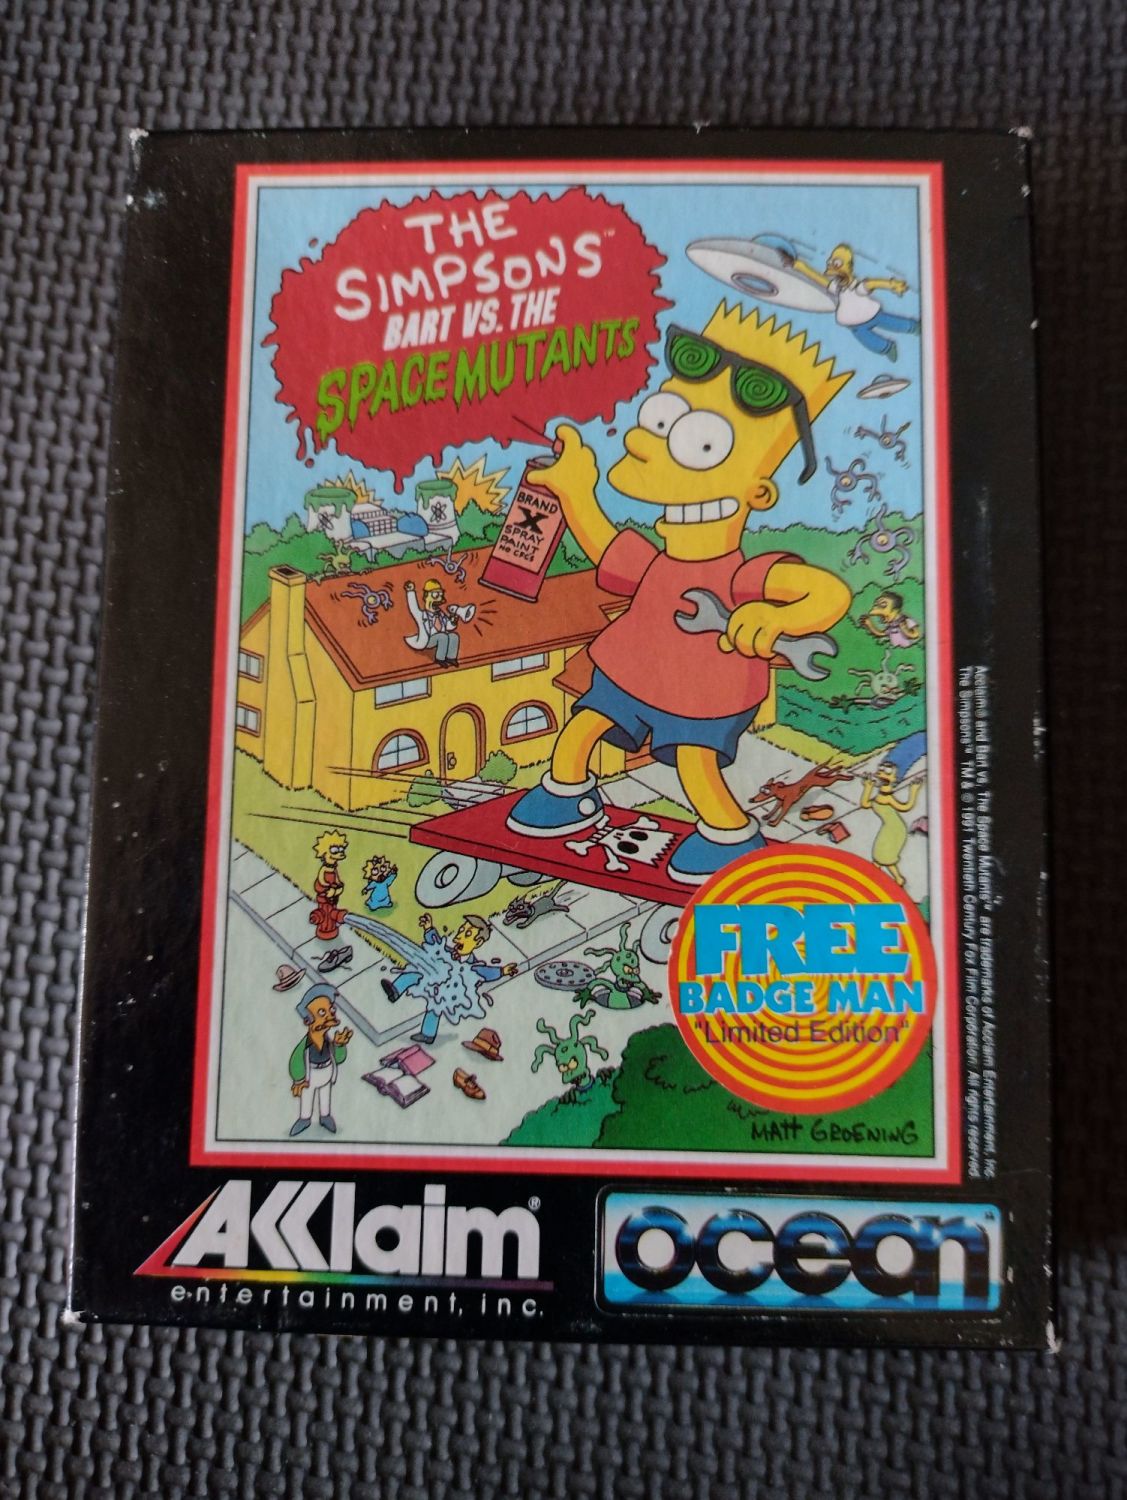 THE
SIMPSONS™
BART VS. THE
SPACE MUTANTS
BRAND
X
SPRAY
PAINT
NO CFCS
FREE
BADGE MAN
"Limited Edition"
MATT GROENING
Acclaim® and Bart vs. The Space Mutants™, are trademarks of Acclaim Entertainment, Inc.
The Simpsons™ TM & © 1991 Twentieth Century Fox Film Corporation. All rights reserved.
Acclaim®
entertainment, inc.
ocean